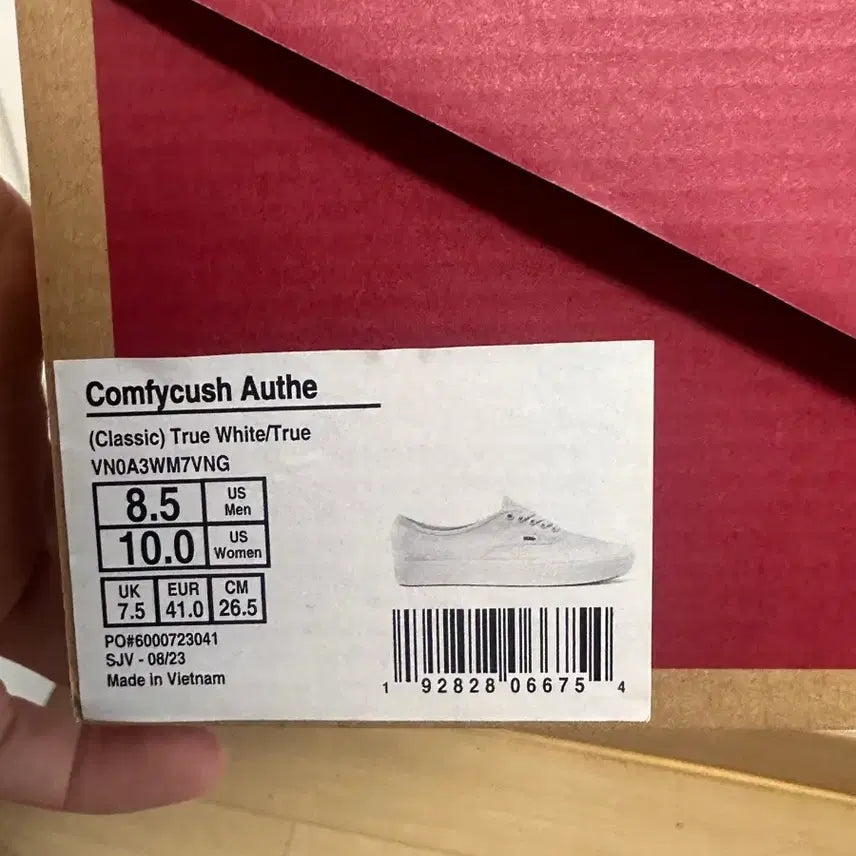 Comfycush Authe
(Classic) True White/True
VN0A3WM7VNG
8.5 US Men
10.0 US Women
UK EUR CM
7.5 41.0 26.5
PO#6000723041
SJV - 08/23
Made in Vietnam
1 92828 06675 4